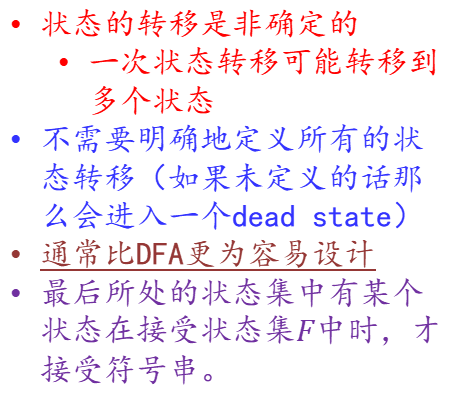 • 状态的转移是非确定的
• 一次状态转移可能转移到
多个状态
• 不需要明确地定义所有的状
态转移（如果未定义的话那
么会进入一个dead state）
• 通常比DFA更为容易设计
• 最后所处的状态集中有某个
状态在接受状态集F中时，才
接受符号串。